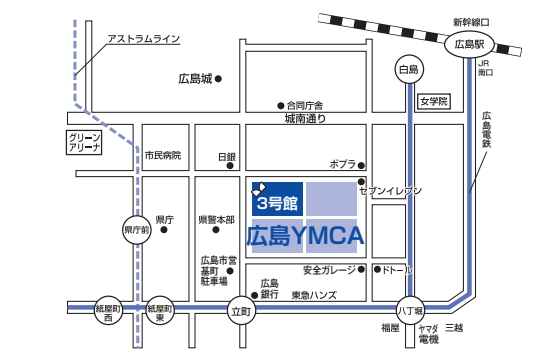 新幹線口
広島駅
JR
南口
アストラムライン
白島
広島城
合同庁舎
女学院
城南通り
広島電鉄
グリーン
アリーナ
市民病院
日銀
ポプラ
セブンイレブン
3号館
県庁前
県庁
県警本部
広島YMCA
広島市営
基町
駐車場
安全ガレージ
ドトール
広島
銀行
東急ハンズ
紙屋町
西
紙屋町
東
立町
八丁堀
福屋
ヤマダ
電機
三越